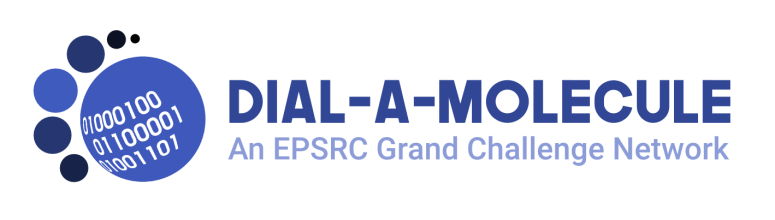 01000100
01100001
01001101
DIAL-A-MOLECULE
An EPSRC Grand Challenge Network